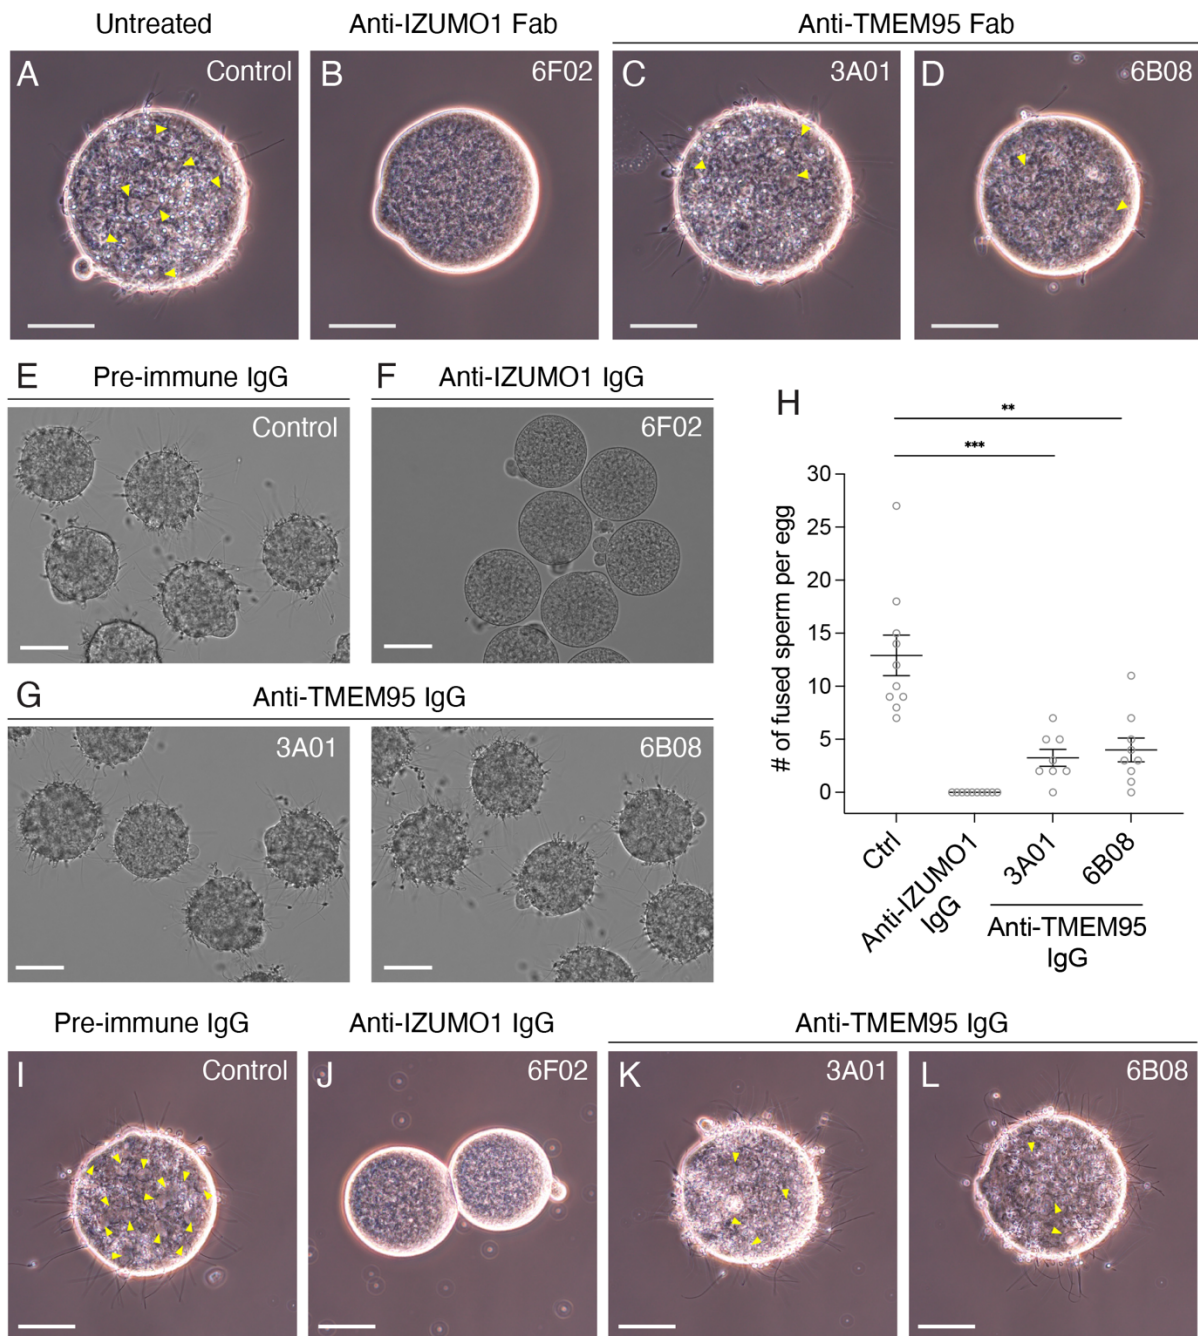 Untreated
Anti-IZUMO1 Fab
Anti-TMEM95 Fab
A
Control
B
6F02
C
3A01
D
6B08
E
Pre-immune IgG
Control
F
Anti-IZUMO1 IgG
6F02
G
Anti-TMEM95 IgG
3A01
6B08
H
**
***
30
25
20
15
10
5
0
# of fused sperm per egg
Ctrl
Anti-IZUMO1
IgG
3A01
6B08
Anti-TMEM95
IgG
Pre-immune IgG
Anti-IZUMO1 IgG
Anti-TMEM95 IgG
I
Control
J
6F02
K
3A01
L
6B08